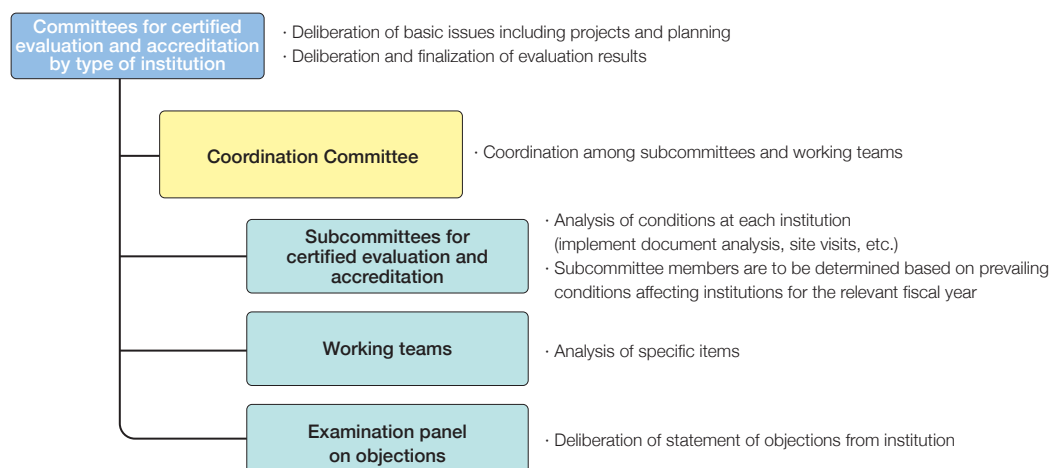 Committees for certified
evaluation and accreditation
by type of institution
· Deliberation of basic issues including projects and planning
· Deliberation and finalization of evaluation results
Coordination Committee
· Coordination among subcommittees and working teams
Subcommittees for
certified evaluation and
accreditation
· Analysis of conditions at each institution
(implement document analysis, site visits, etc.)
· Subcommittee members are to be determined based on prevailing
conditions affecting institutions for the relevant fiscal year
Working teams
· Analysis of specific items
Examination panel
on objections
· Deliberation of statement of objections from institution